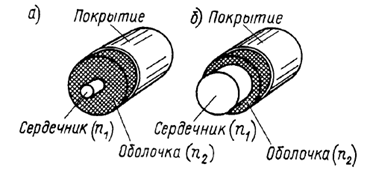 а) Покрытие
Сердечник (n₁)
Оболочка (n₂)
б) Покрытие
Сердечник (n₁)
Оболочка (n₂)